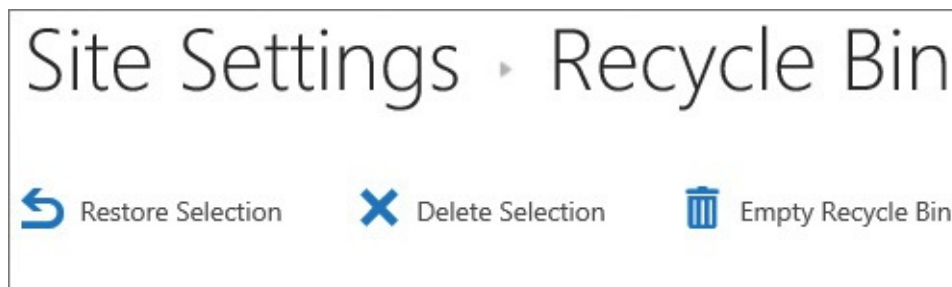 Site Settings ▸ Recycle Bin
Restore Selection Delete Selection Empty Recycle Bin